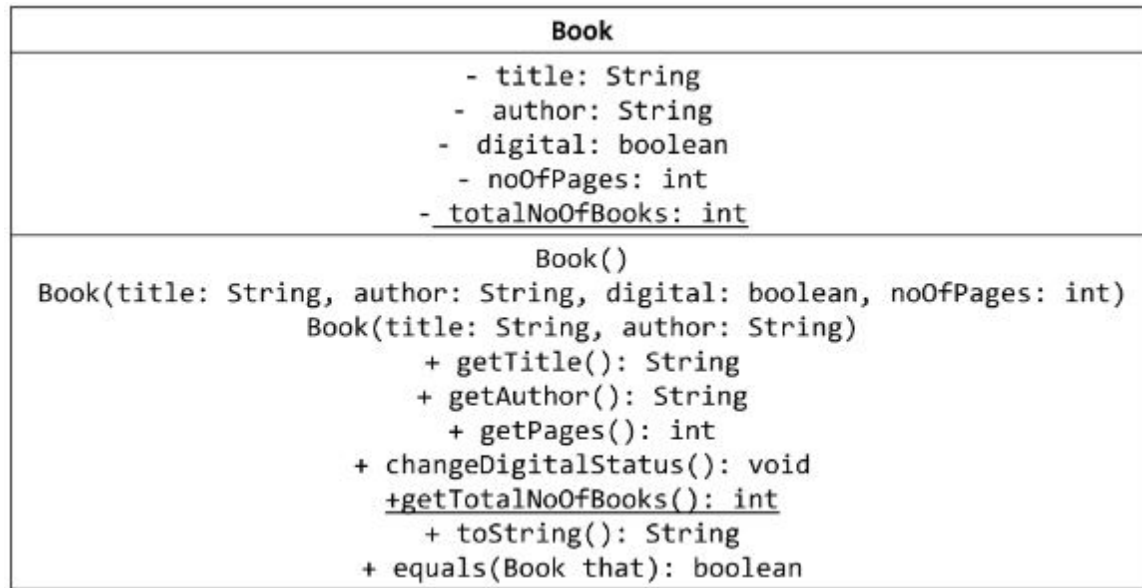 Book
- title: String
- author: String
- digital: boolean
- noOfPages: int
- totalNoOfBooks: int
Book()
Book(title: String, author: String, digital: boolean, noOfPages: int)
Book(title: String, author: String)
+ getTitle(): String
+ getAuthor(): String
+ getPages(): int
+ changeDigitalStatus(): void
+getTotalNoOfBooks(): int
+ toString(): String
+ equals(Book that): boolean